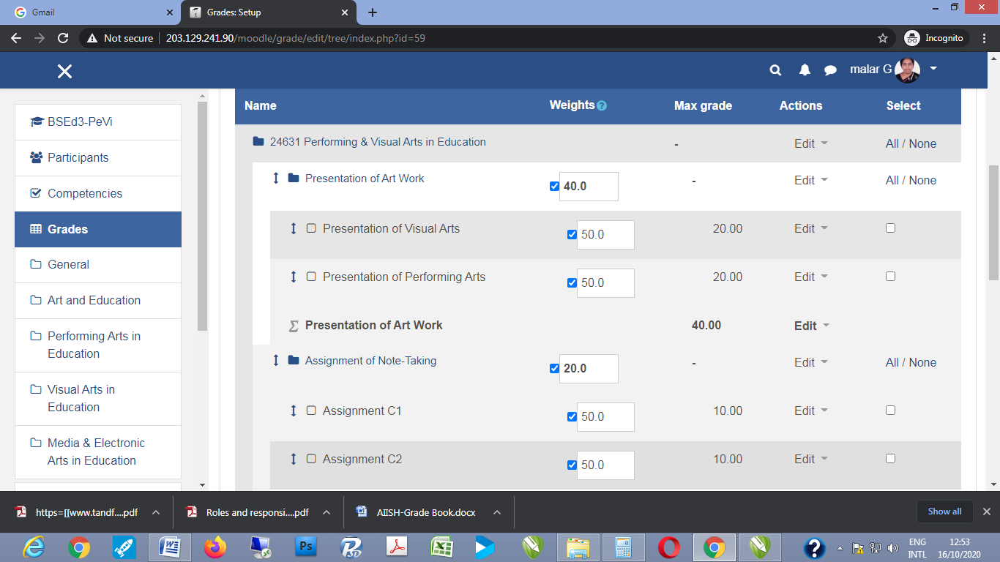 Gmail
Grades: Setup
Not secure
203.129.241.90/moodle/grade/edit/tree/index.php?id=59
Incognito
malar G
BSEd3-PeVi
Participants
Competencies
Grades
General
Art and Education
Performing Arts in
Education
Visual Arts in
Education
Media & Electronic
Arts in Education
Name Weights ? Max grade Actions Select
24631 Performing & Visual Arts in Education - Edit All / None
Presentation of Art Work 40.0 - Edit All / None
Presentation of Visual Arts 50.0 20.00 Edit
Presentation of Performing Arts 50.0 20.00 Edit
Σ Presentation of Art Work 40.00 Edit
Assignment of Note-Taking 20.0 - Edit All / None
Assignment C1 50.0 10.00 Edit
Assignment C2 50.0 10.00 Edit
https=[[www.tandf....pdf
Roles and responsi....pdf
AIISH-Grade Book.docx
Show all
Ps
ENG
INTL
12:53
16/10/2020